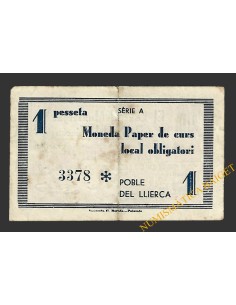 1 pesseta SÈRIE A
Moneda Paper de curs
local obligatori
3378 * POBLE
DEL LLIERCA
1